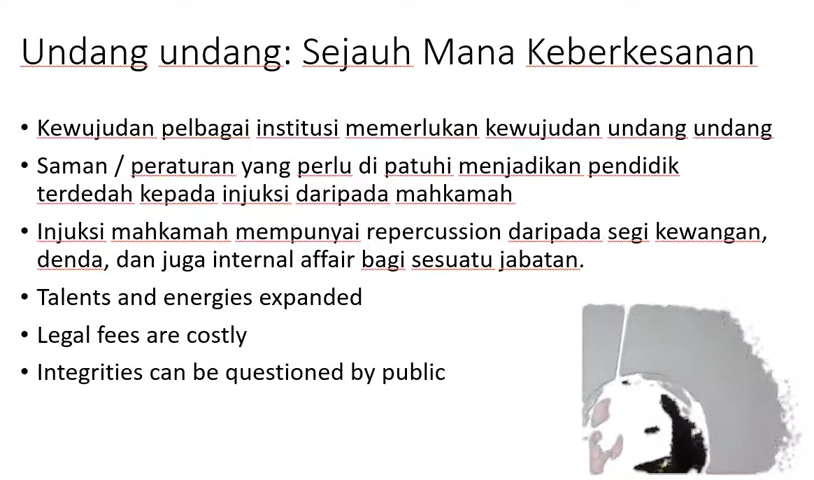 Undang undang: Sejauh Mana Keberkesanan
• Kewujudan pelbagai institusi memerlukan kewujudan undang undang
• Saman / peraturan yang perlu di patuhi menjadikan pendidik
terdedah kepada injuksi daripada mahkamah
• Injuksi mahkamah mempunyai repercussion daripada segi kewangan,
denda, dan juga internal affair bagi sesuatu jabatan.
• Talents and energies expanded
• Legal fees are costly
• Integrities can be questioned by public